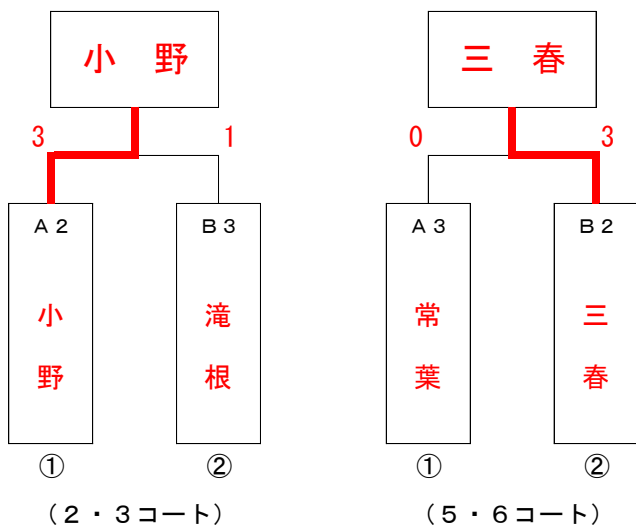 小　野
三　春
3
1
0
3
Ａ２
Ｂ３
Ａ３
Ｂ２
小野
滝根
常葉
三春
①
②
①
②
（２・３コート）
（５・６コート）